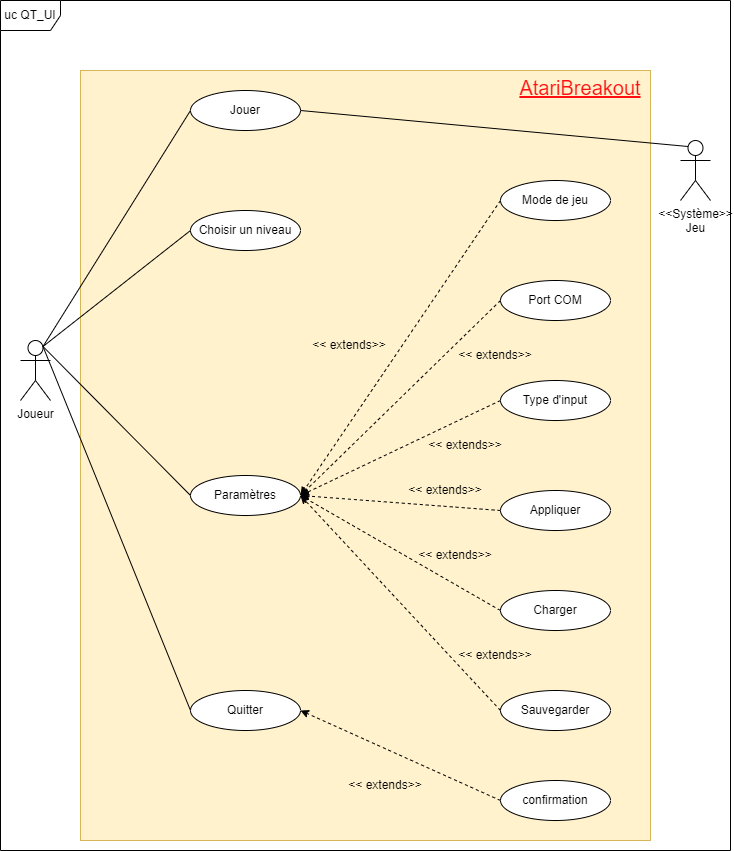 uc QT_UI
AtariBreakout
Jouer
<<Système>>
Jeu
Mode de jeu
Choisir un niveau
Port COM
<< extends>>
<< extends>>
Type d'input
Joueur
<< extends>>
<< extends>>
Paramètres
Appliquer
<< extends>>
Charger
<< extends>>
Quitter
Sauvegarder
<< extends>>
confirmation